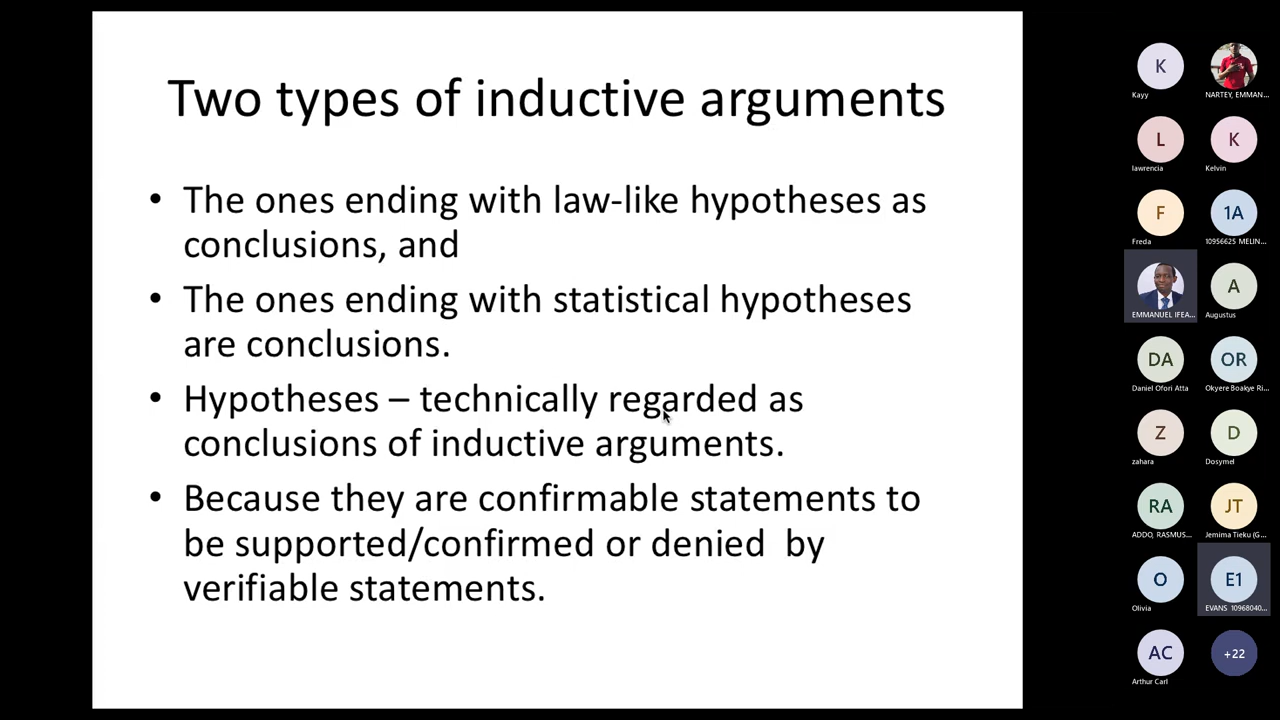 Two types of inductive arguments
• The ones ending with law-like hypotheses as
conclusions, and
• The ones ending with statistical hypotheses
are conclusions.
• Hypotheses – technically regarded as
conclusions of inductive arguments.
• Because they are confirmable statements to
be supported/confirmed or denied  by
verifiable statements.
K
Kayy
NARTEY, EMMAN...
L
lawrencia
K
Kelvin
F
Freda
1A
10956625 MELIN...
EMMANUEL IFEA...
A
Augustus
DA
Daniel Ofori Atta
OR
Okyere Boakye Ri...
Z
zahara
D
Dosymel
RA
ADDO, RASMUS...
JT
Jemima Tieku (G...
O
Olivia
E1
EVANS 10968040...
AC
Arthur Carl
+22